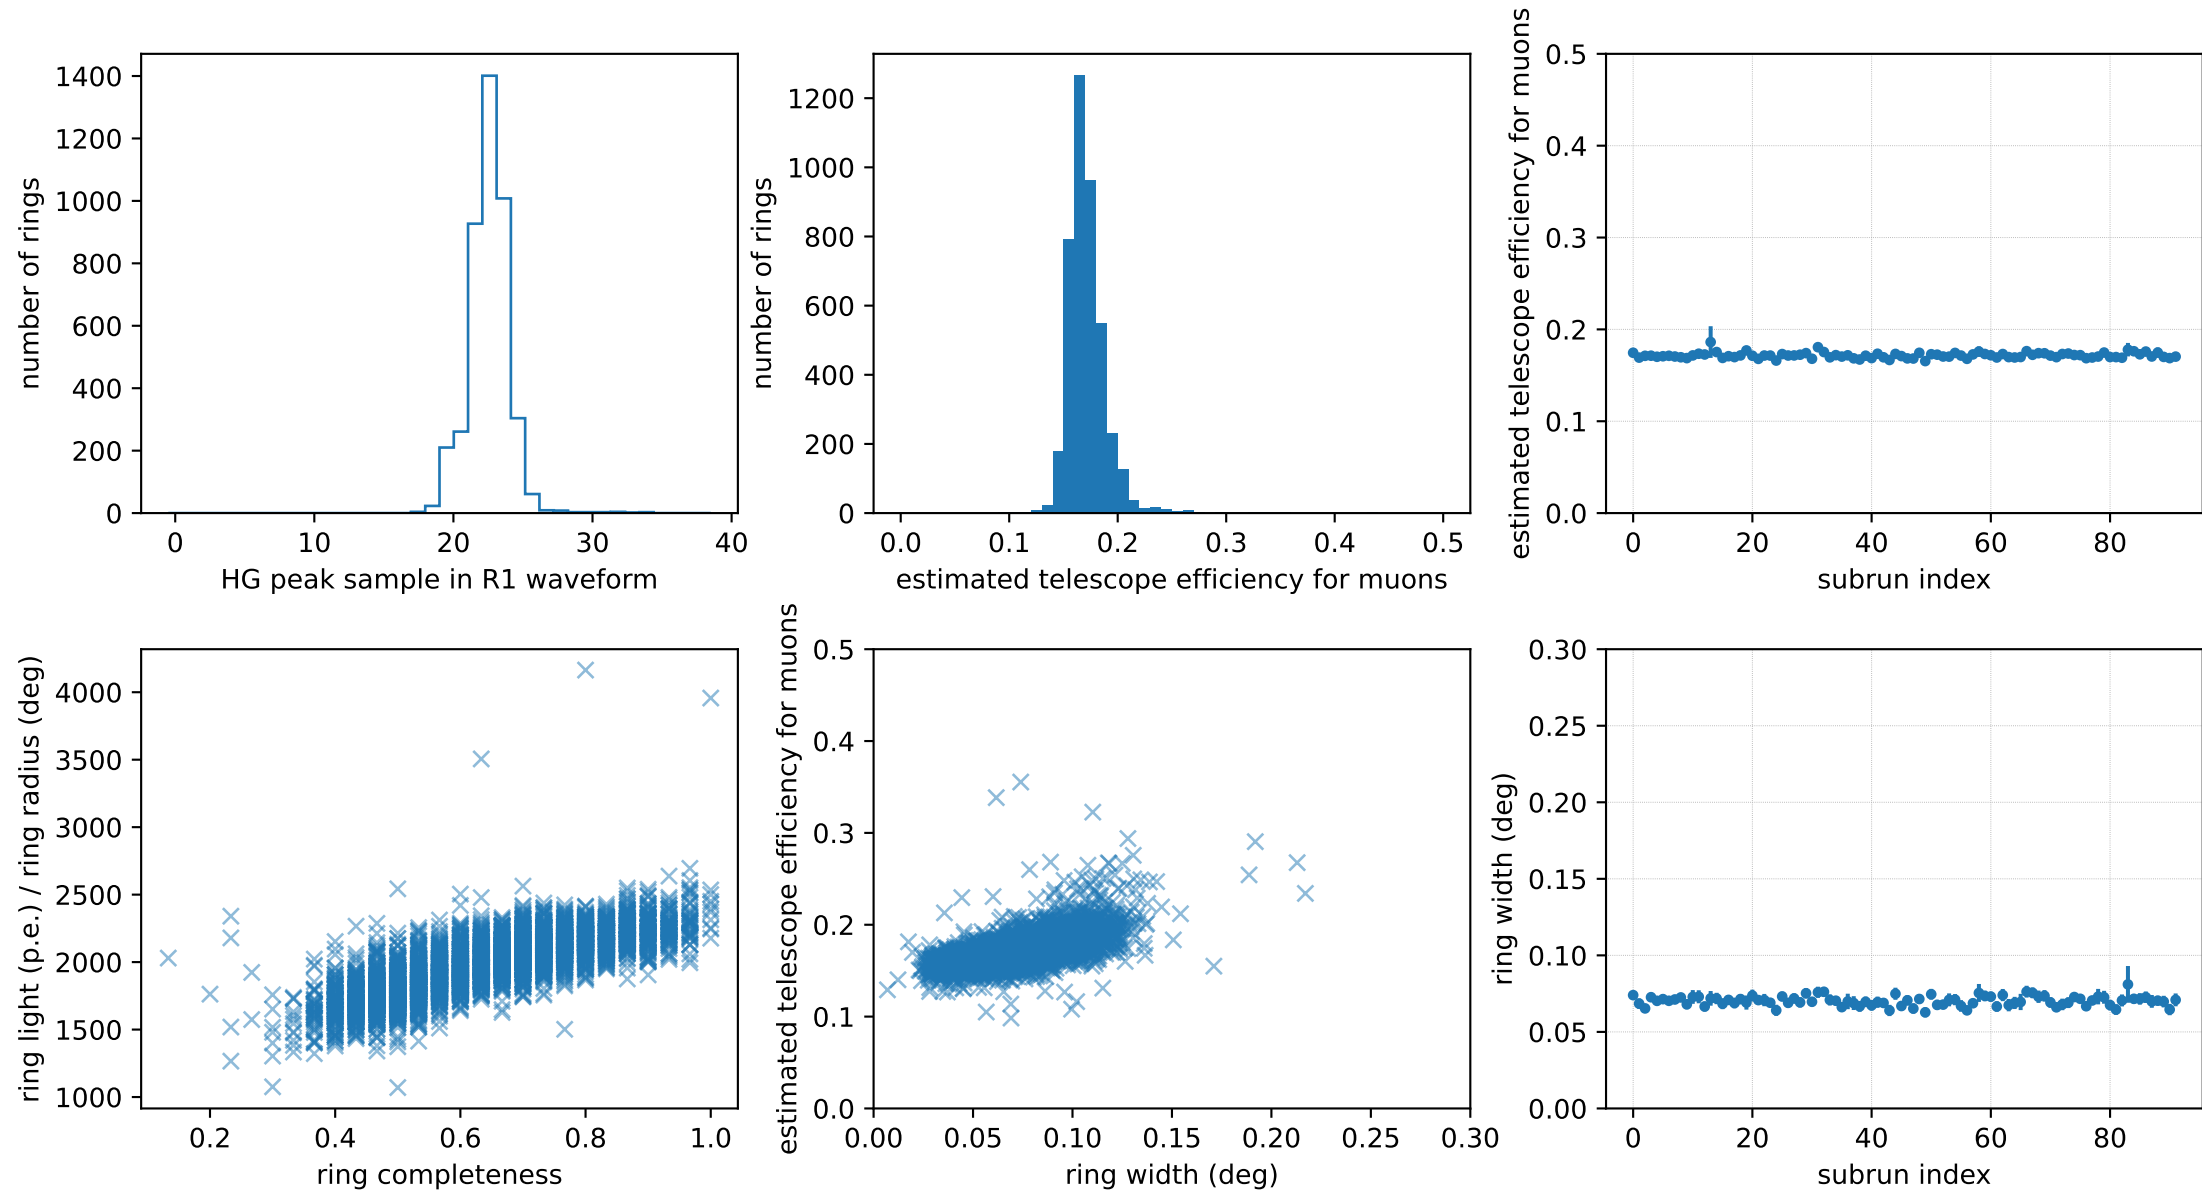 number of rings
1400
1200
1000
800
600
400
200
0
0 10 20 30 40
HG peak sample in R1 waveform
number of rings
1200
1000
800
600
400
200
0
0.0 0.1 0.2 0.3 0.4 0.5
estimated telescope efficiency for muons
estimated telescope efficiency for muons
0.5
0.4
0.3
0.2
0.1
0.0
0 20 40 60 80
subrun index
ring light (p.e.) / ring radius (deg)
4000
3500
3000
2500
2000
1500
1000
0.2 0.4 0.6 0.8 1.0
ring completeness
estimated telescope efficiency for muons
0.5
0.4
0.3
0.2
0.1
0.0
0.00 0.05 0.10 0.15 0.20 0.25 0.30
ring width (deg)
ring width (deg)
0.30
0.25
0.20
0.15
0.10
0.05
0.00
0 20 40 60 80
subrun index